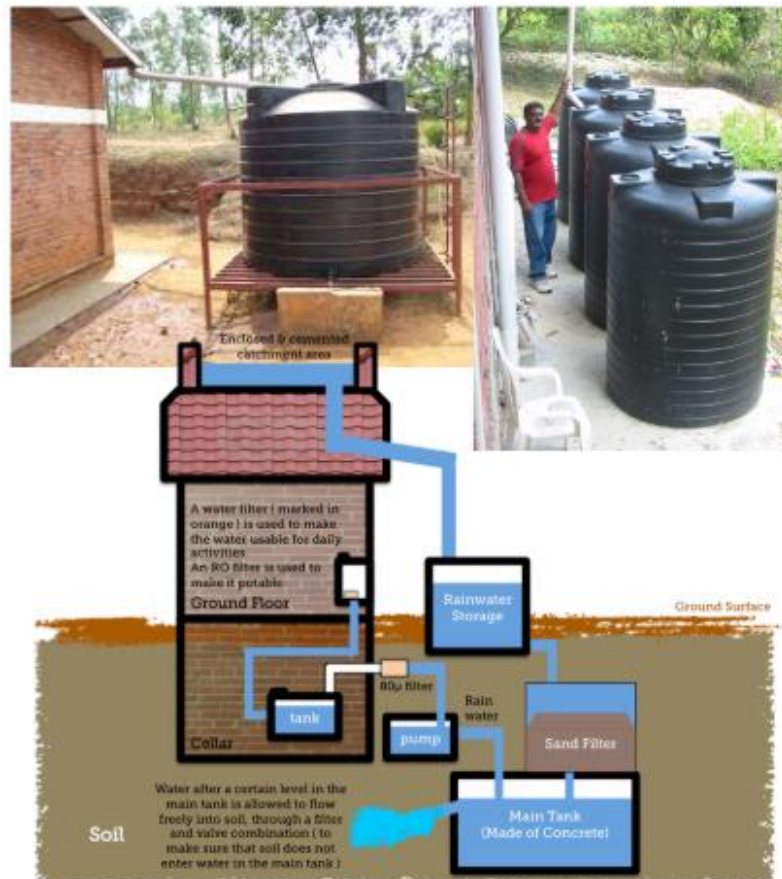 Enclosed & cemented
catchment area
A water filter ( marked in
orange ) is used to make
the water usable for daily
activities
An RO filter is used to
make it potable
Ground Floor
Rainwater
Storage
Ground Surface
80μ filter
Rain
water
tank
pump
Sand Filter
Collar
Water after a certain level in the
main tank is allowed to flow
freely into soil, through a filter
and valve combination ( to
make sure that soil does not
enter water in the main tank )
Main Tank
(Made of Concrete)
Soil